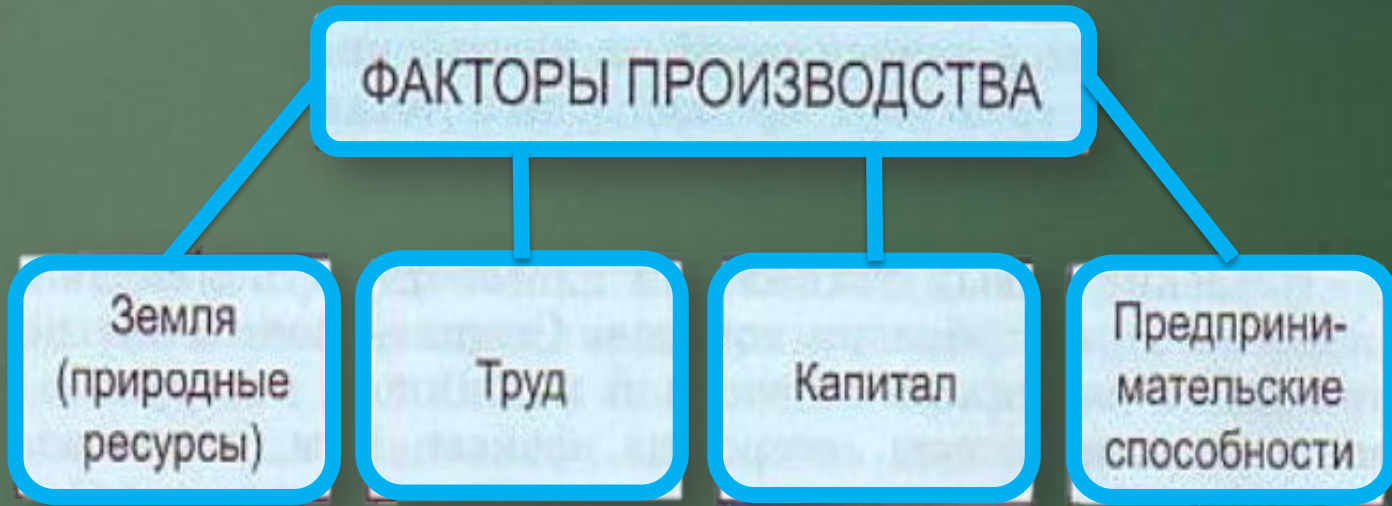 ФАКТОРЫ ПРОИЗВОДСТВА
Земля
(природные
ресурсы)
Труд
Капитал
Предприни-
мательские
способности